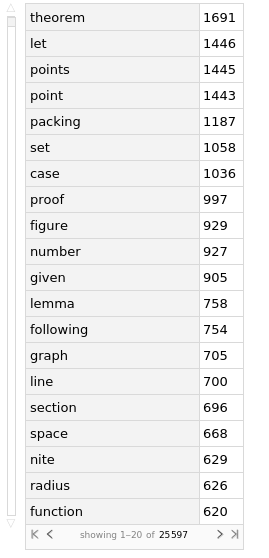 theorem 1691
let 1446
points 1445
point 1443
packing 1187
set 1058
case 1036
proof 997
figure 929
number 927
given 905
lemma 758
following 754
graph 705
line 700
section 696
space 668
nite 629
radius 626
function 620
showing 1–20 of 25597